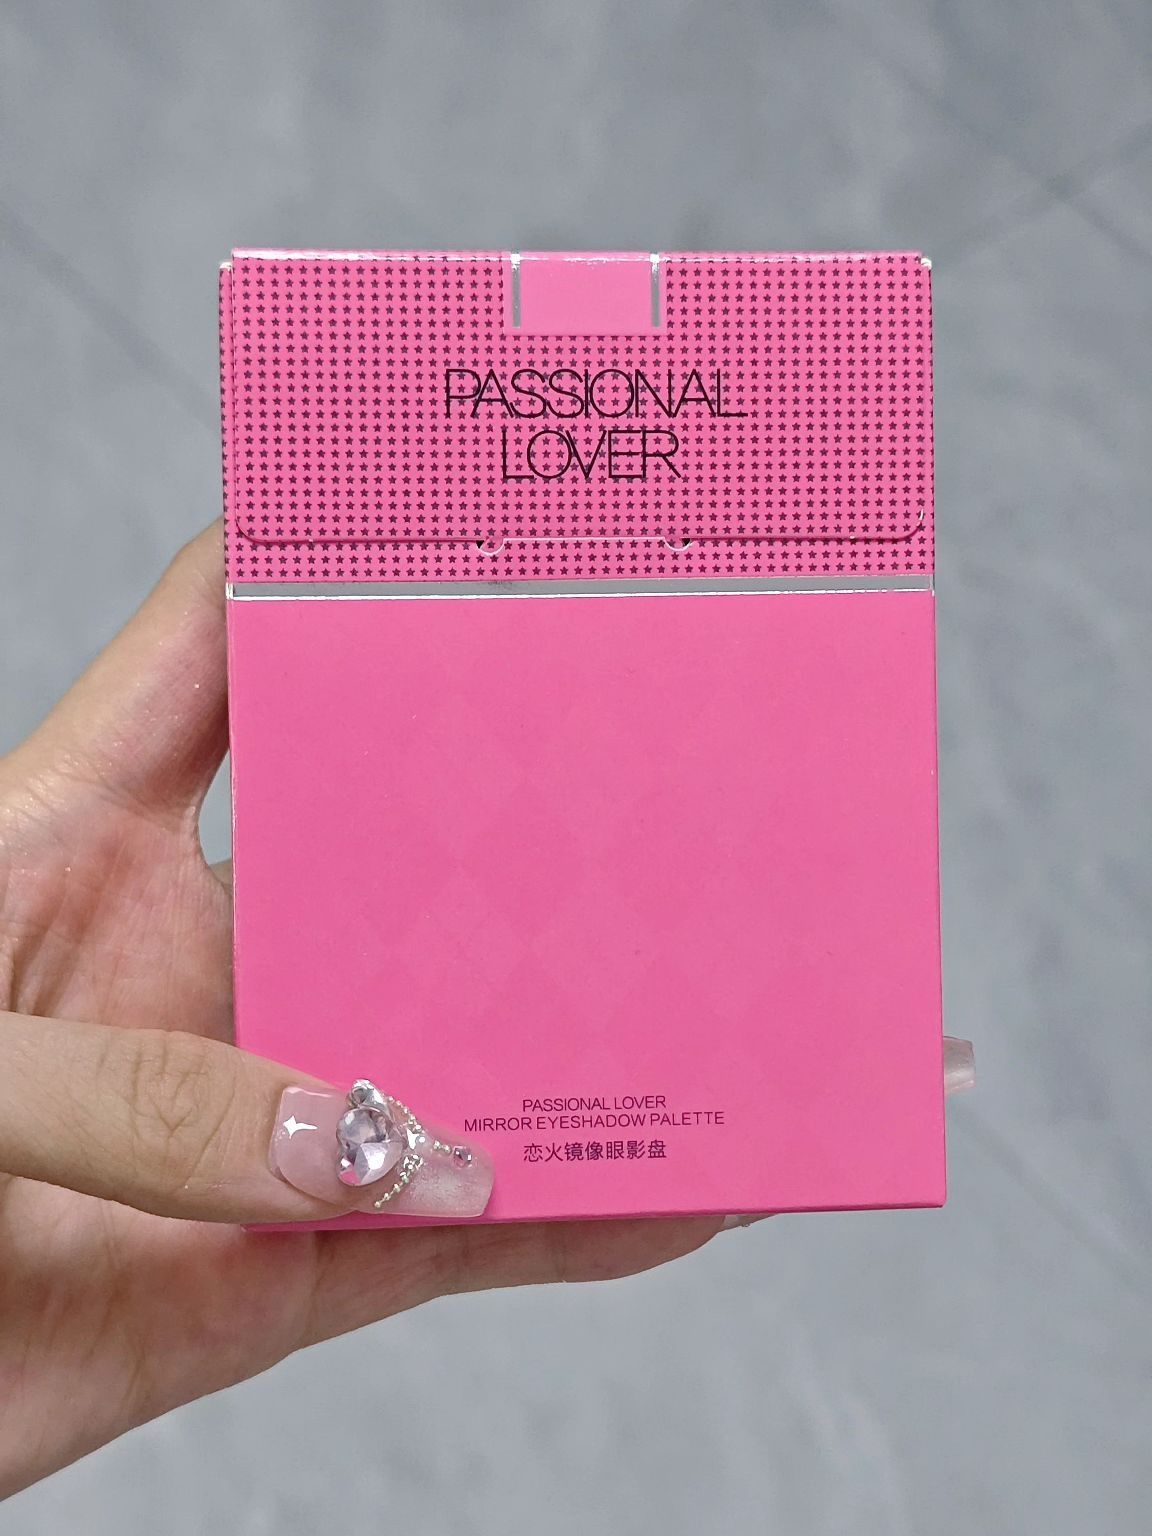 PASSIONAL
LOVER
PASSIONAL LOVER
MIRROR EYESHADOW PALETTE
恋火镜像眼影盘